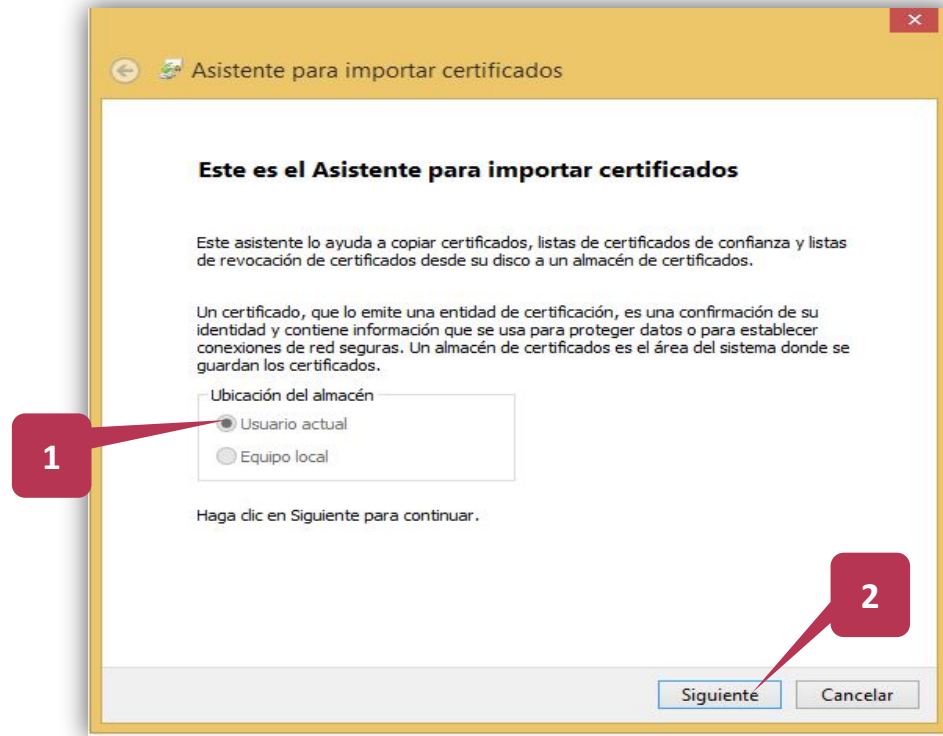 Asistente para importar certificados
Este es el Asistente para importar certificados
Este asistente lo ayuda a copiar certificados, listas de certificados de confianza y listas
de revocación de certificados desde su disco a un almacén de certificados.
Un certificado, que lo emite una entidad de certificación, es una confirmación de su
identidad y contiene información que se usa para proteger datos o para establecer
conexiones de red seguras. Un almacén de certificados es el área del sistema donde se
guardan los certificados.
Ubicación del almacén
Usuario actual
1
Equipo local
Haga clic en Siguiente para continuar.
2
Siguiente
Cancelar